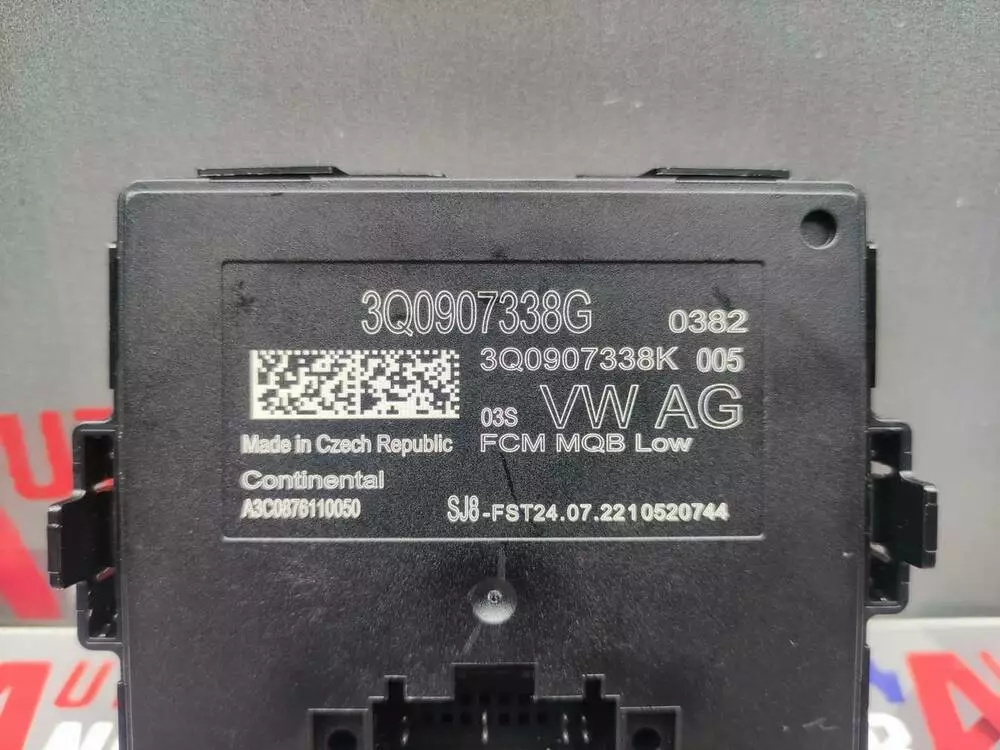 3Q0907338G
0382
3Q0907338K 005
03S VW AG
Made in Czech Republic
FCM MQB Low
Continental
A3C0876110050
SJ8-FST24.07.2210520744